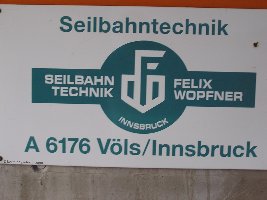 Seilbahntechnik
SEILBAHN TECHNIK
FELIX WOPFNER
INNSBRUCK
A 6176 Völs/Innsbruck